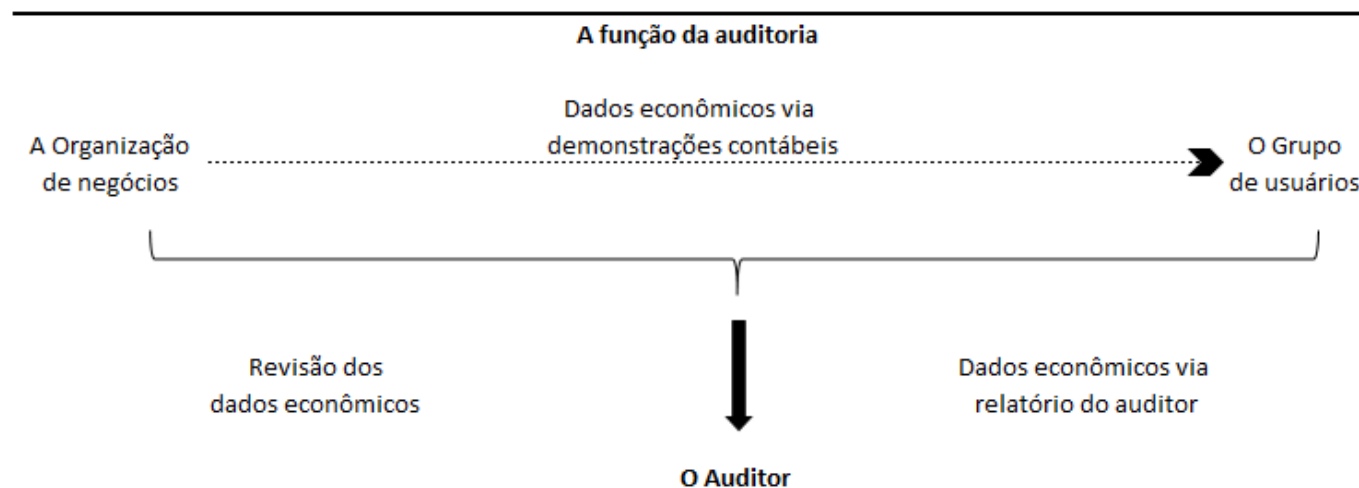 A função da auditoria
Dados econômicos via
demonstrações contábeis
A Organização
de negócios
O Grupo
de usuários
Revisão dos
dados econômicos
Dados econômicos via
relatório do auditor
O Auditor